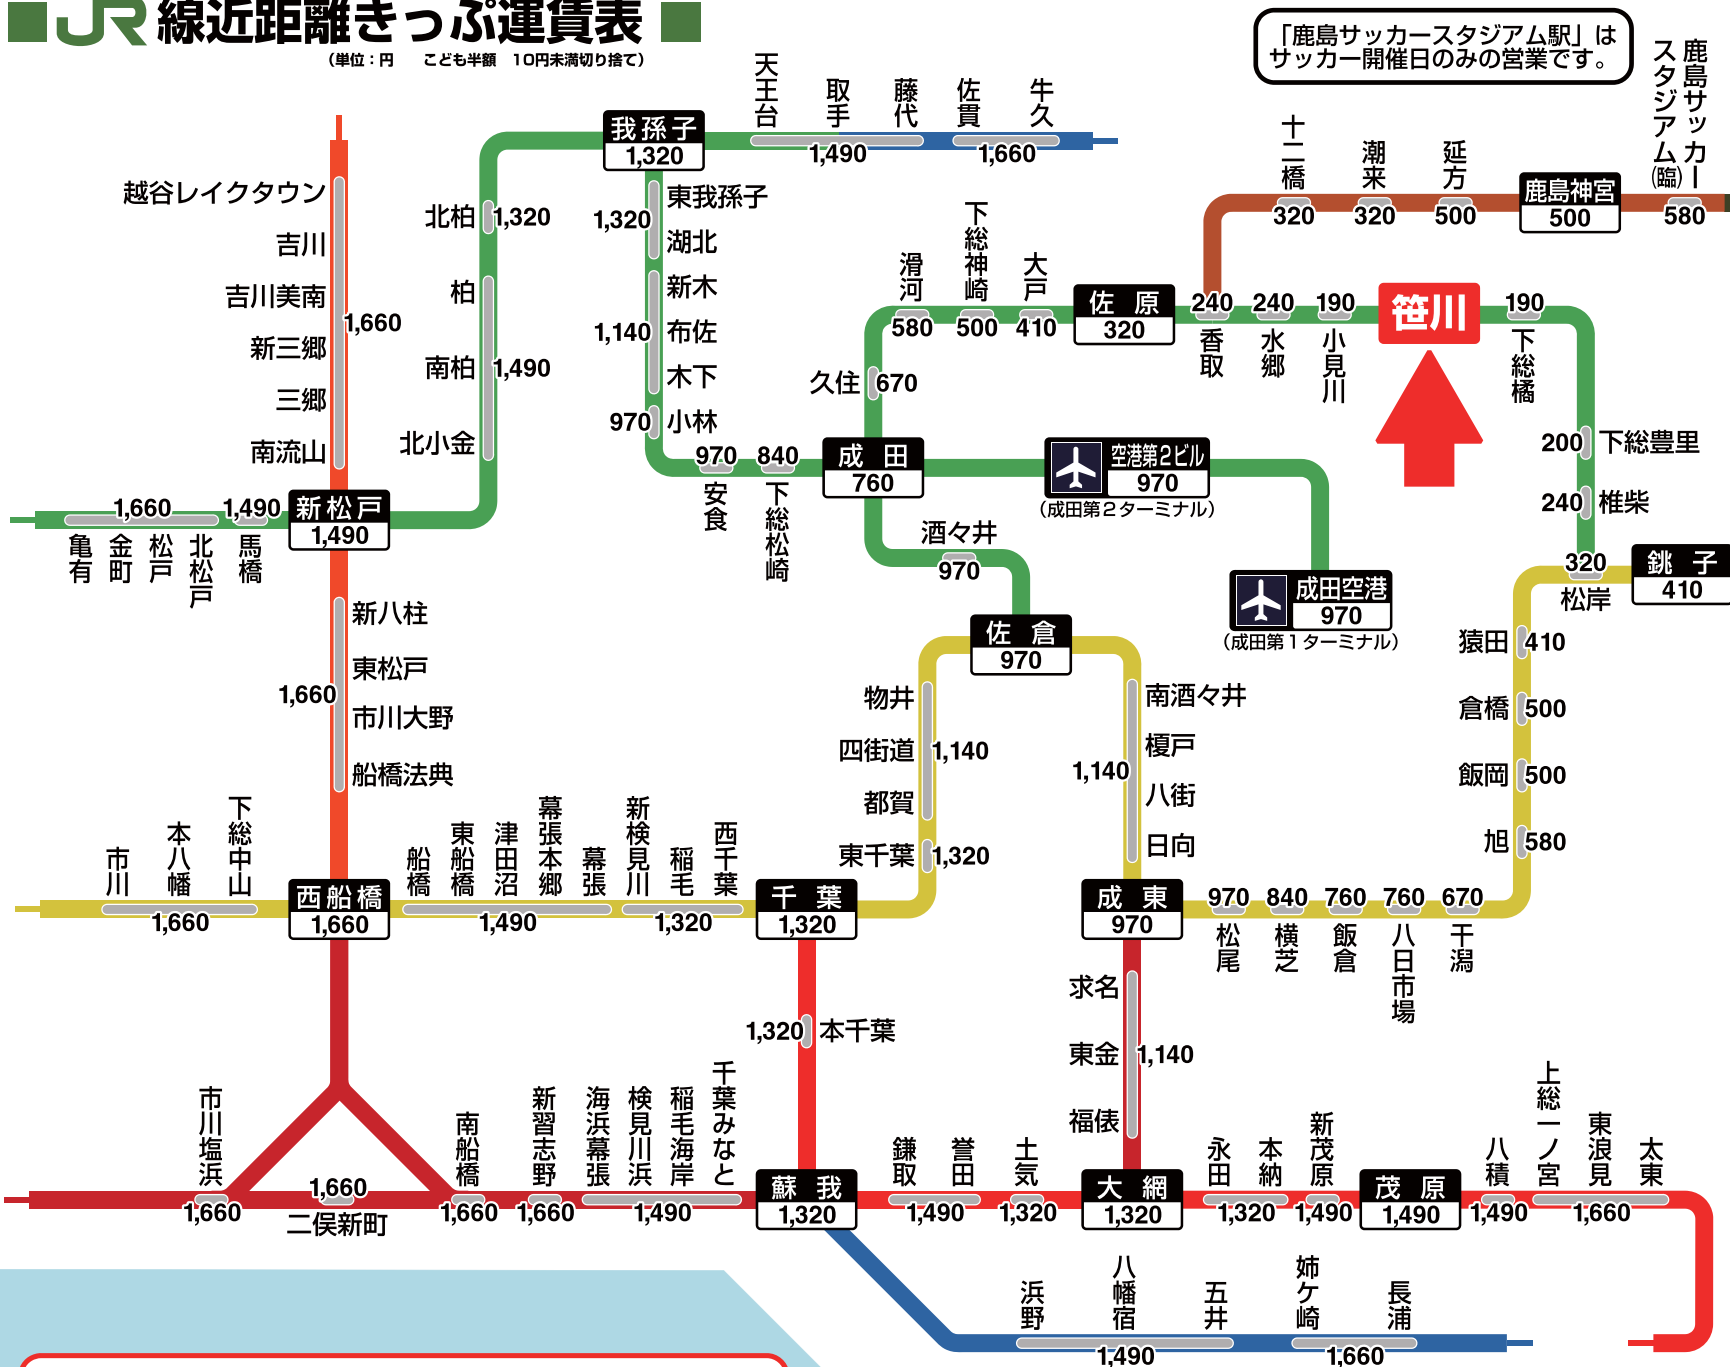 JR線近距離きっぷ運賃表
（単位：円　こども半額　10円未満切り捨て）
「鹿島サッカースタジアム駅」は
サッカー開催日のみの営業です。
天王台
取手
藤代
1,490
佐貫
牛久
1,660
我孫子
1,320
十二橋
320
潮来
320
延方
500
鹿島神宮
500
鹿島サッカー
スタジアム(臨)
580
越谷レイクタウン
吉川
吉川美南
新三郷
三郷
南流山
1,660
北柏
1,320
柏
南柏
北小金
1,490
東我孫子
湖北
1,320
新木
布佐
木下
1,140
小林
970
安食
970
下総松崎
840
滑河
580
下総神崎
500
大戸
410
佐原
320
香取
240
水郷
240
小見川
190
笹川
下総橘
190
久住
670
下総豊里
200
椎柴
240
成田
760
空港第2ビル
970
（成田第2ターミナル）
成田空港
970
（成田第1ターミナル）
酒々井
970
亀有
金町
松戸
北松戸
1,660
馬橋
1,490
新松戸
1,490
松岸
320
銚子
410
新八柱
東松戸
市川大野
船橋法典
1,660
佐倉
970
物井
四街道
都賀
1,140
東千葉
1,320
南酒々井
榎戸
八街
日向
1,140
猿田
410
倉橋
500
飯岡
500
旭
580
市川
本八幡
下総中山
1,660
西船橋
1,660
船橋
東船橋
津田沼
幕張本郷
幕張
1,490
新検見川
稲毛
西千葉
1,320
千葉
1,320
成東
970
松尾
970
横芝
840
飯倉
760
八日市場
760
干潟
670
本千葉
1,320
求名
東金
福俵
1,140
市川塩浜
1,660
二俣新町
1,660
南船橋
1,660
新習志野
1,660
海浜幕張
検見川浜
稲毛海岸
千葉みなと
1,490
蘇我
1,320
鎌取
誉田
1,490
土気
1,320
大網
1,320
永田
本納
1,320
新茂原
1,490
茂原
1,490
八積
1,490
上総一ノ宮
東浪見
太東
1,660
浜野
八幡宿
五井
1,490
姉ケ崎
長浦
1,660